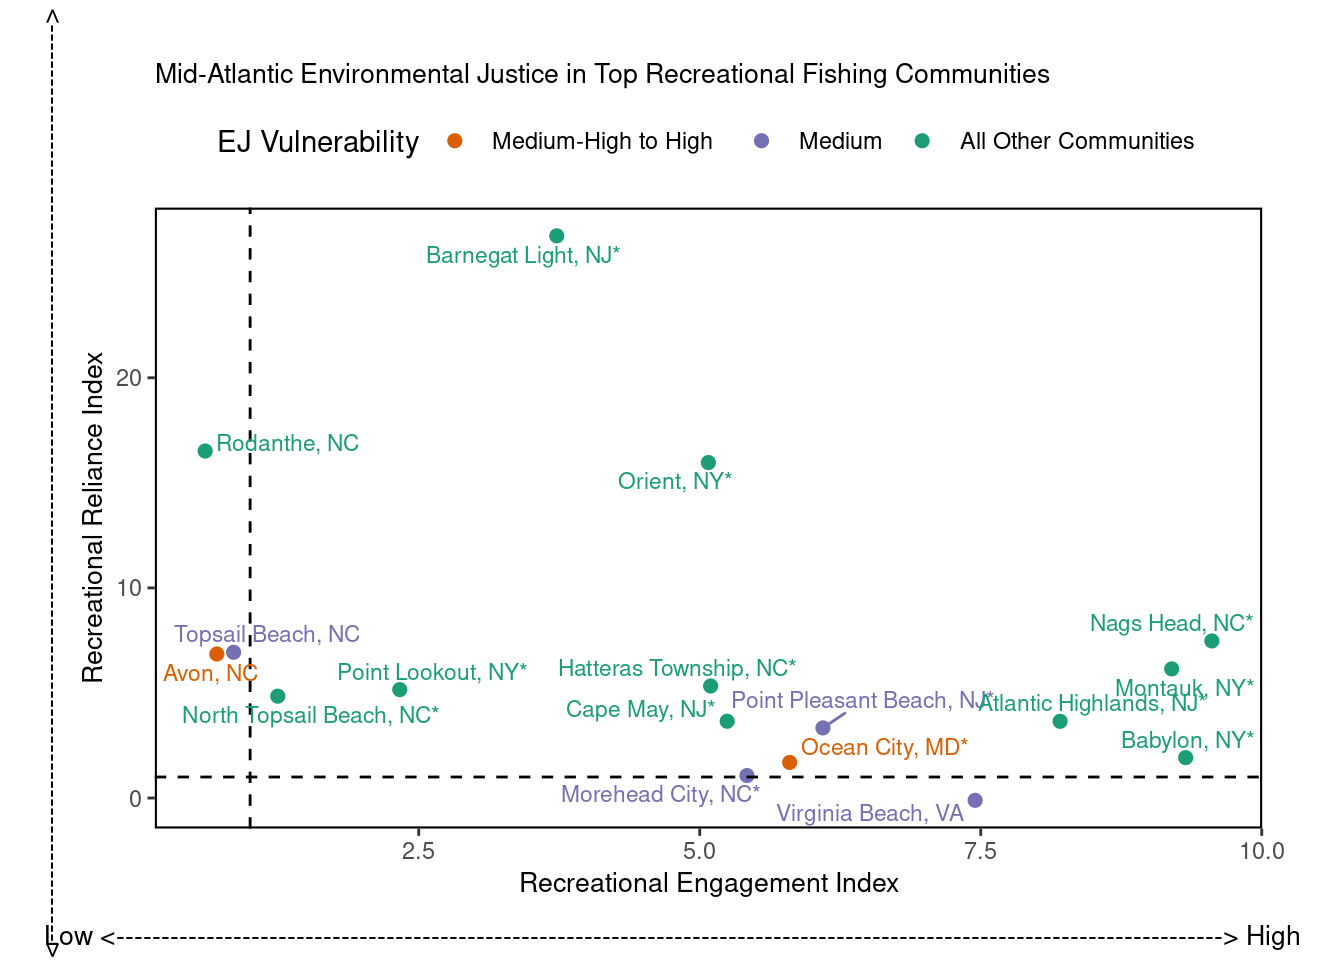 Mid-Atlantic Environmental Justice in Top Recreational Fishing Communities
EJ Vulnerability
Medium-High to High
Medium
All Other Communities
Recreational Reliance Index
20
10
0
Barnegat Light, NJ*
Rodanthe, NC
Orient, NY*
Nags Head, NC*
Topsail Beach, NC
Avon, NC
Point Lookout, NY*
Hatteras Township, NC*
Montauk, NY*
Point Pleasant Beach, NJ*
Atlantic Highlands, NJ*
Cape May, NJ*
North Topsail Beach, NC*
Ocean City, MD*
Babylon, NY*
Morehead City, NC*
Virginia Beach, VA
2.5
5.0
7.5
10.0
Recreational Engagement Index
Low <----------------------------------------------------------------------------------------------> High